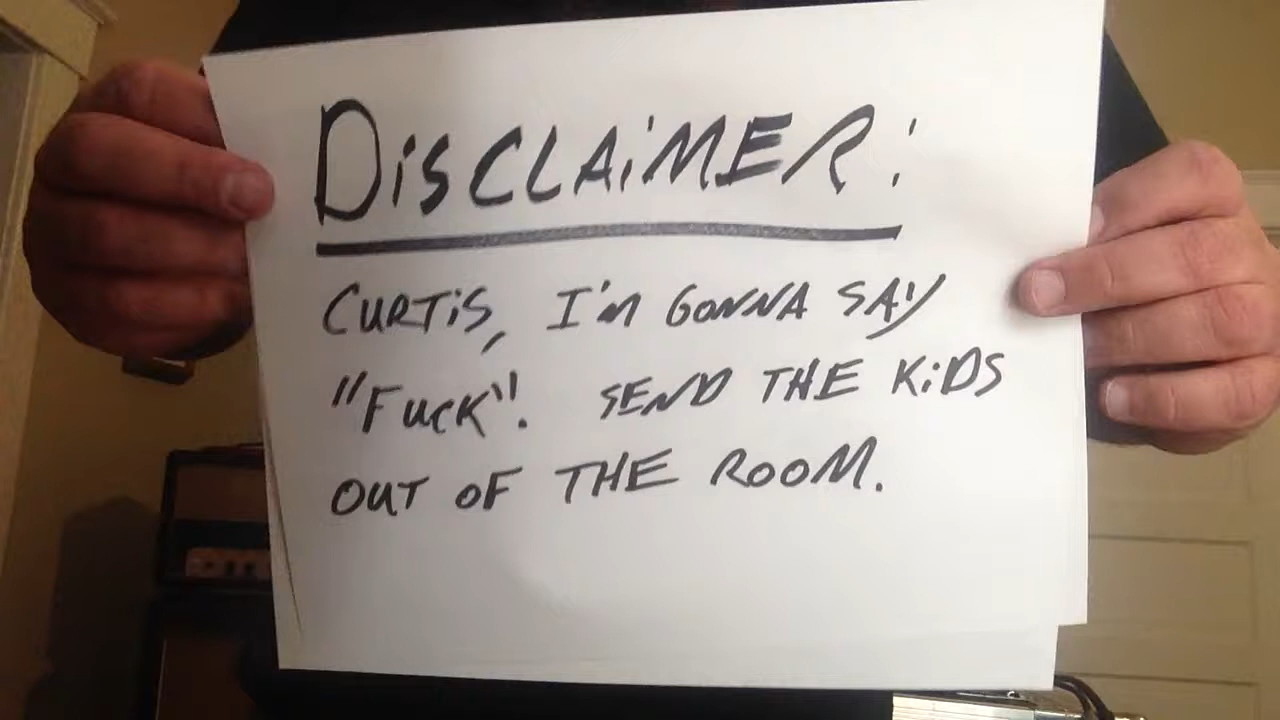 DiSCLAiMER:
CURTiS, I'M GONNA SAY
"FUCK". SEND THE KiDS
OUT OF THE ROOM.